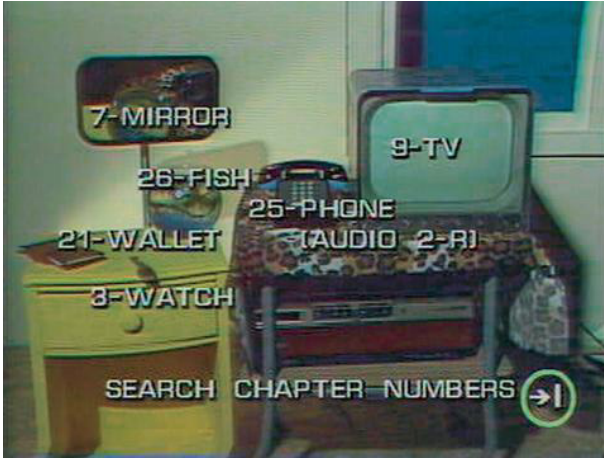 7-MIRROR
9-TV
26-FISH
25-PHONE
21-WALLET
[AUDIO 2-R]
3-WATCH
SEARCH CHAPTER NUMBERS